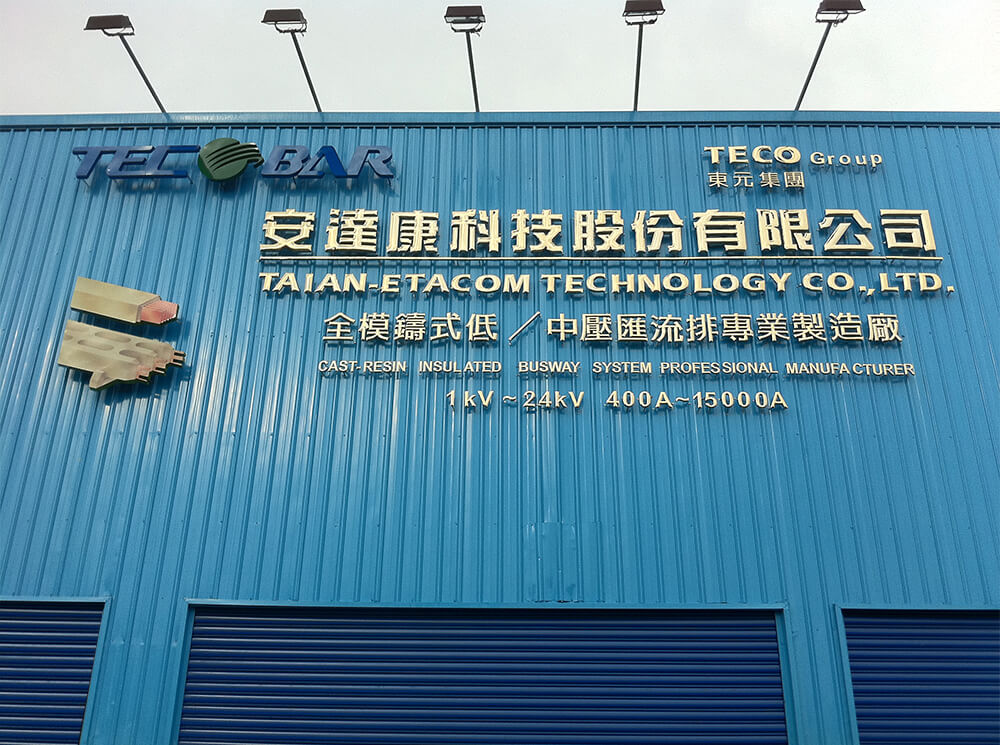 TECOBAR
TECO Group
東元集團
安達康科技股份有限公司
TAIAN-ETACOM TECHNOLOGY CO.,LTD.
全模鑄式低／中壓匯流排專業製造廠
CAST-RESIN INSULATED BUSWAY SYSTEM PROFESSIONAL MANUFACTURER
1kV~24kV 400A~15000A